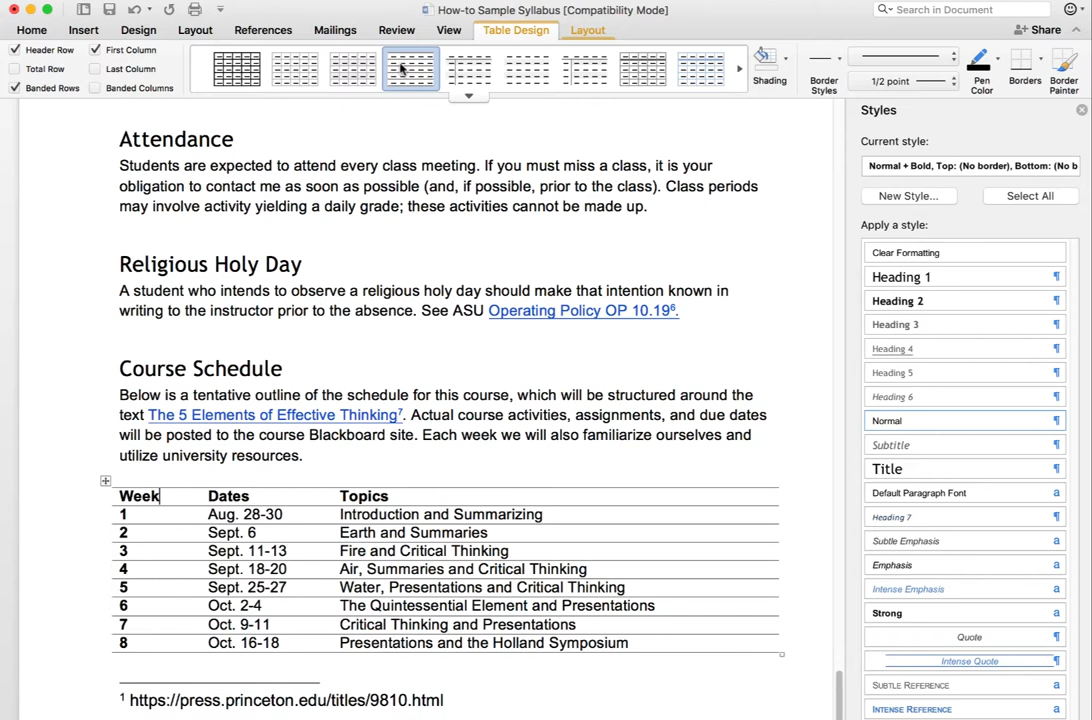 How-to Sample Syllabus [Compatibility Mode]
Search in Document
Home Insert Design Layout References Mailings Review View Table Design Layout Share
Header Row First Column
Total Row Last Column
Banded Rows Banded Columns
Shading
Border Styles
1/2 point
Pen Color
Borders
Border Painter
Attendance
Students are expected to attend every class meeting. If you must miss a class, it is your
obligation to contact me as soon as possible (and, if possible, prior to the class). Class periods
may involve activity yielding a daily grade; these activities cannot be made up.
Religious Holy Day
A student who intends to observe a religious holy day should make that intention known in
writing to the instructor prior to the absence. See ASU Operating Policy OP 10.19⁶.
Course Schedule
Below is a tentative outline of the schedule for this course, which will be structured around the
text The 5 Elements of Effective Thinking⁷. Actual course activities, assignments, and due dates
will be posted to the course Blackboard site. Each week we will also familiarize ourselves and
utilize university resources.
Week Dates Topics
1 Aug. 28-30 Introduction and Summarizing
2 Sept. 6 Earth and Summaries
3 Sept. 11-13 Fire and Critical Thinking
4 Sept. 18-20 Air, Summaries and Critical Thinking
5 Sept. 25-27 Water, Presentations and Critical Thinking
6 Oct. 2-4 The Quintessential Element and Presentations
7 Oct. 9-11 Critical Thinking and Presentations
8 Oct. 16-18 Presentations and the Holland Symposium
¹ https://press.princeton.edu/titles/9810.html
Styles
Current style:
Normal + Bold, Top: (No border), Bottom: (No b
New Style... Select All
Apply a style:
Clear Formatting
Heading 1 ¶
Heading 2 ¶
Heading 3 ¶
Heading 4 ¶
Heading 5 ¶
Heading 6 ¶
Normal ¶
Subtitle ¶
Title ¶
Default Paragraph Font a
Heading 7 ¶
Subtle Emphasis a
Emphasis a
Intense Emphasis a
Strong a
Quote ¶
Intense Quote ¶
SUBTLE REFERENCE a
INTENSE REFERENCE a